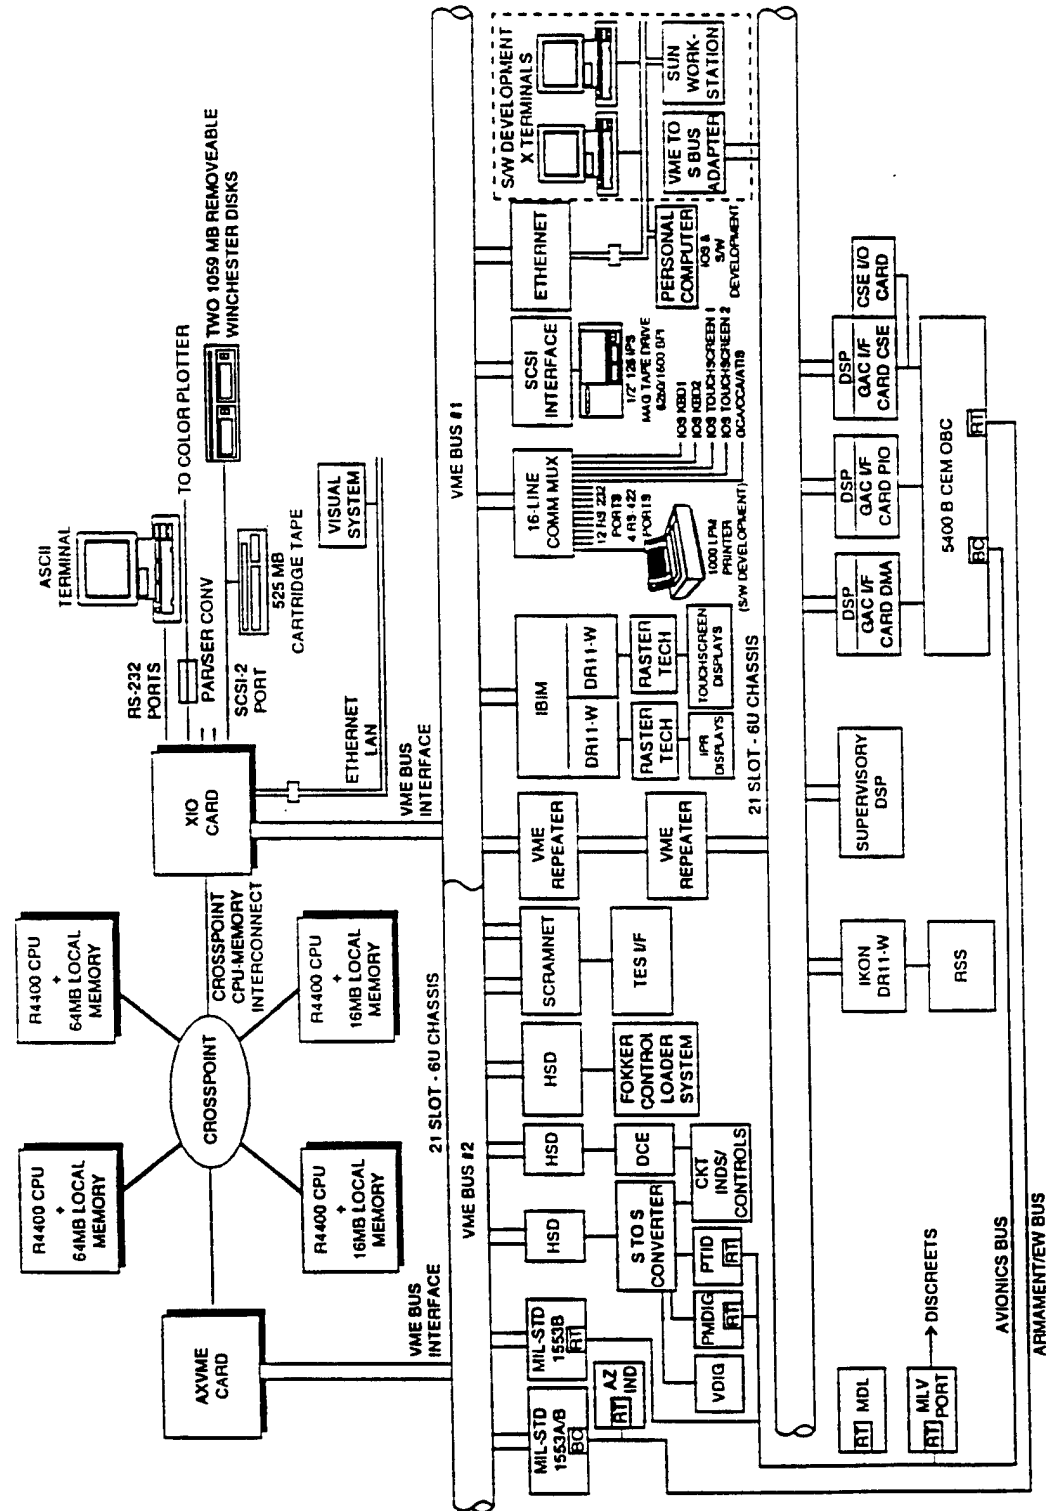 R4400 CPU
+
64MB LOCAL
MEMORY
R4400 CPU
+
64MB LOCAL
MEMORY
ASCII
TERMINAL
RS-232
PORTS
TO COLOR PLOTTER
TWO 1059 MB REMOVEABLE
WINCHESTER DISKS
PAR/SER CONV
SCSI-2
PORT
525 MB
CARTRIDGE TAPE
AXVME
CARD
CROSSPOINT
CROSSPOINT
CPU-MEMORY
INTERCONNECT
XIO
CARD
R4400 CPU
+
16MB LOCAL
MEMORY
R4400 CPU
+
16MB LOCAL
MEMORY
ETHERNET
LAN
VISUAL
SYSTEM
VME BUS
INTERFACE
21 SLOT - 6U CHASSIS
VME BUS
INTERFACE
VME BUS #2
VME BUS #1
MIL-STD
1553A/B
BC
MIL-STD
1553B
RT
HSD
HSD
HSD
SCRAMNET
VME
REPEATER
IBIM
DR11-W
DR11-W
16-LINE
COMM MUX
SCSI
INTERFACE
ETHERNET
S/W DEVELOPMENT
X TERMINALS
AZ
IND
RT
S TO S
CONVERTER
DCE
FOKKER
CONTROL
LOADER
SYSTEM
TES I/F
VME
REPEATER
RASTER
TECH
RASTER
TECH
12 RS 232
PORTS
4 RS 422
PORTS
1/2" 125 IPS
MAG TAPE DRIVE
6250/1600 BPI
IOS KBD1
IOS KBD2
IOS TOUCHSCREEN 1
IOS TOUCHSCREEN 2
GCA/CCA/ATIS
PERSONAL
COMPUTER
IOS &
S/W
DEVELOPMENT
VME TO
S BUS
ADAPTER
SUN
WORK-
STATION
VDIG
PMDIG
RT
PTID
RT
CKT
INDS/
CONTROLS
IPR
DISPLAYS
TOUCHSCREEN
DISPLAYS
1000 LPM
PRINTER
(S/W DEVELOPMENT)
21 SLOT - 6U CHASSIS
RT
MDL
RT
MLV
PORT
DISCREETS
IKON
DR11-W
RSS
SUPERVISORY
DSP
DSP
GAC I/F
CARD DMA
DSP
GAC I/F
CARD PIO
DSP
GAC I/F
CARD CSE
CSE I/O
CARD
5400 B CEM OBC
BC
RT
AVIONICS BUS
ARMAMENT/EW BUS